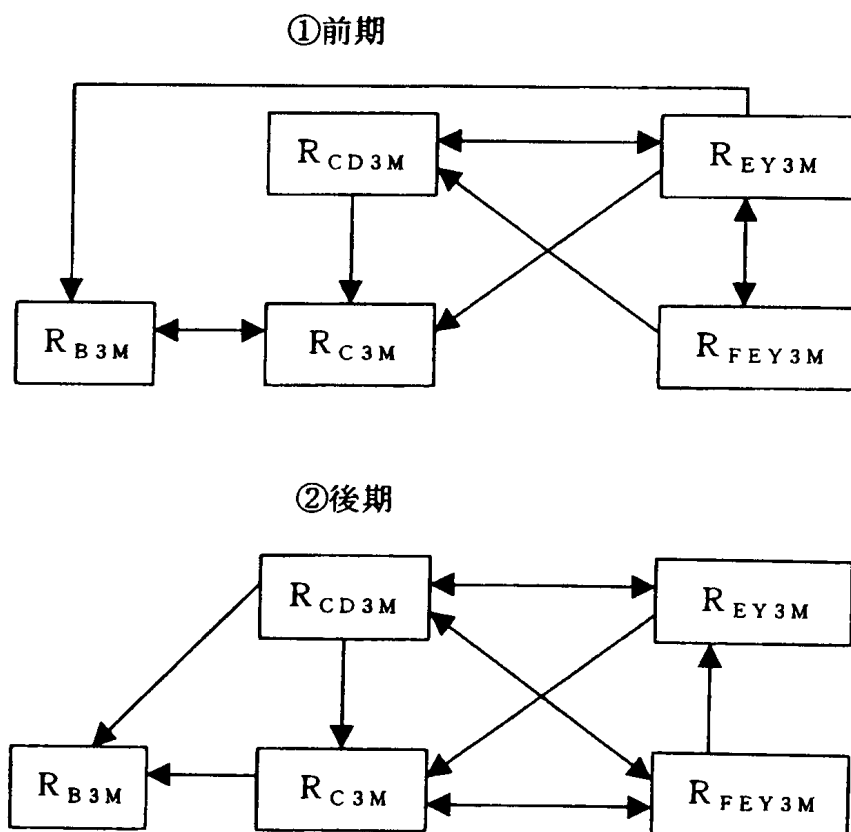 ①前期
R CD3M
R EY3M
R B3M
R C3M
R FEY3M
②後期
R CD3M
R EY3M
R B3M
R C3M
R FEY3M